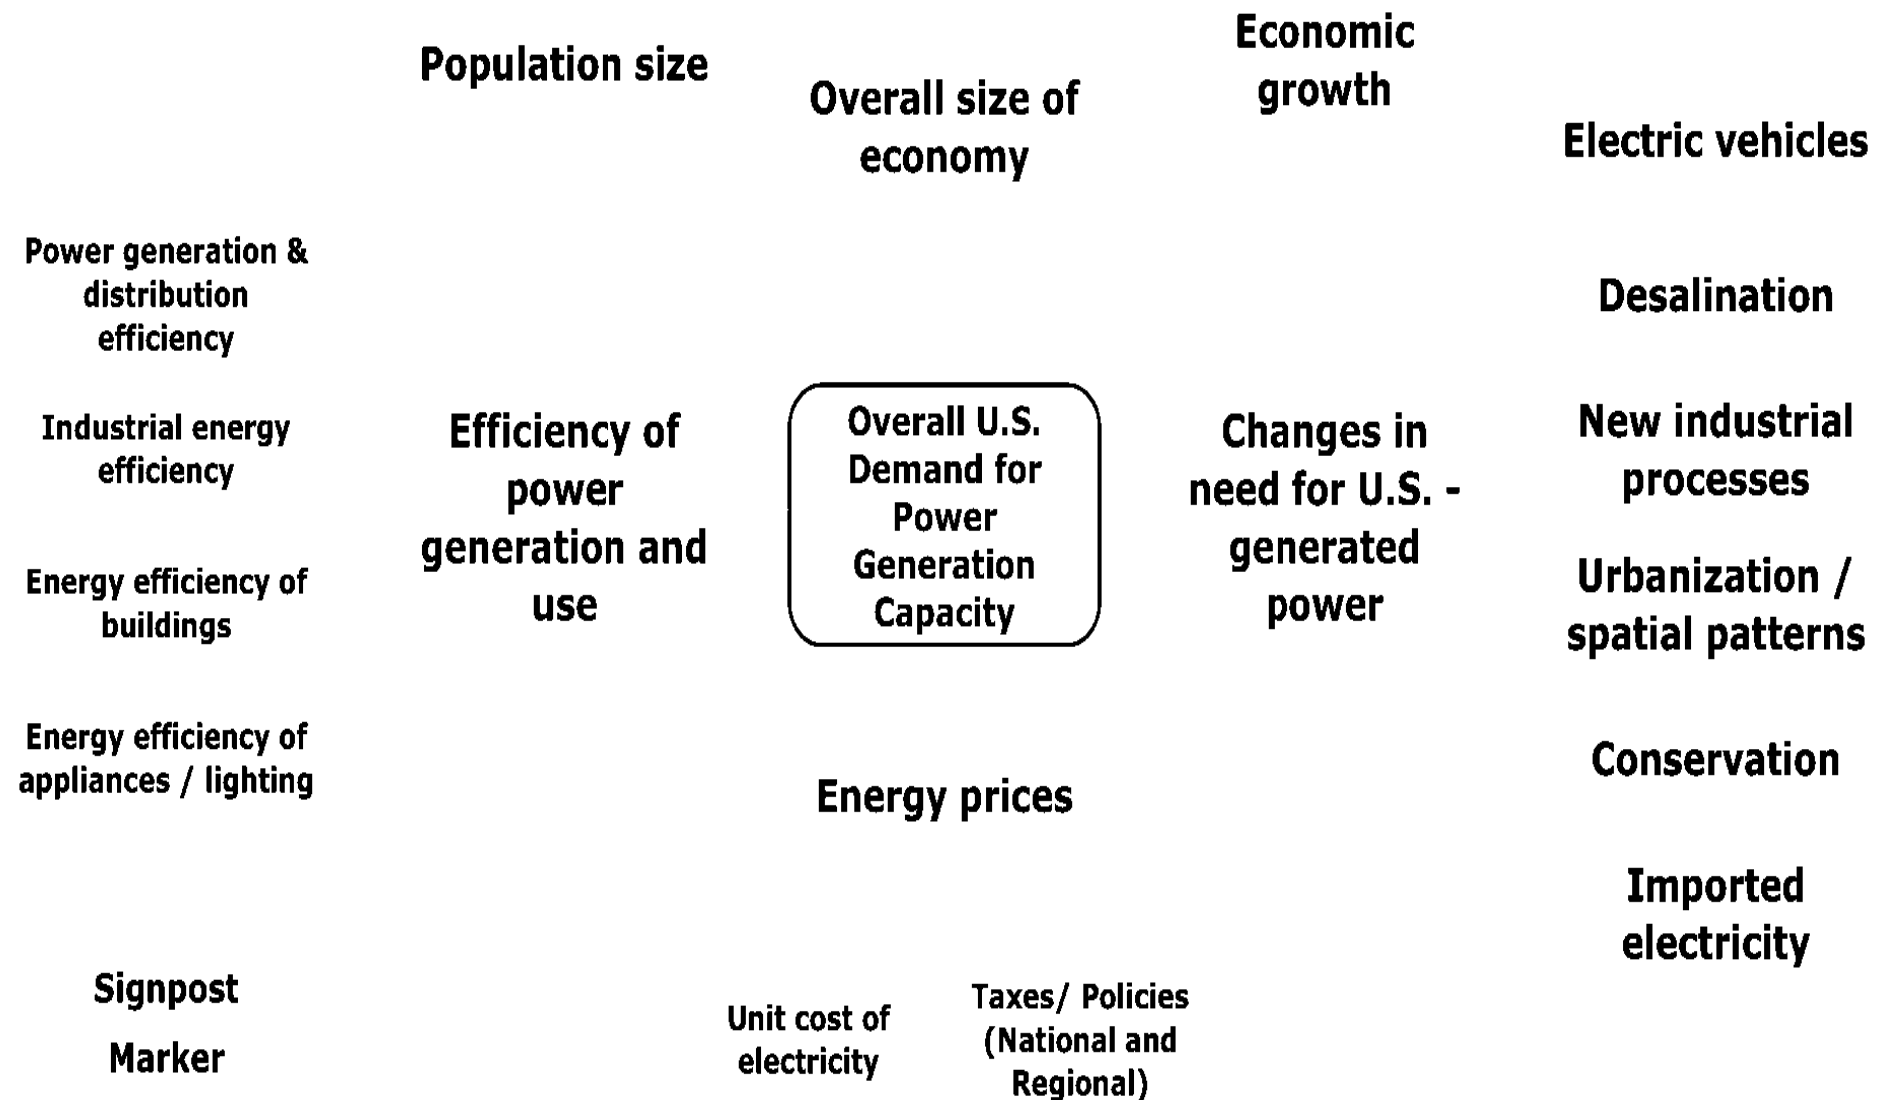 Population size
Overall size of
economy
Economic
growth
Electric vehicles
Power generation &
distribution
efficiency
Desalination
Industrial energy
efficiency
Efficiency of
power
generation and
use
Overall U.S.
Demand for
Power
Generation
Capacity
Changes in
need for U.S. -
generated
power
New industrial
processes
Energy efficiency of
buildings
Urbanization /
spatial patterns
Energy efficiency of
appliances / lighting
Energy prices
Conservation
Imported
electricity
Signpost
Marker
Unit cost of
electricity
Taxes/ Policies
(National and
Regional)